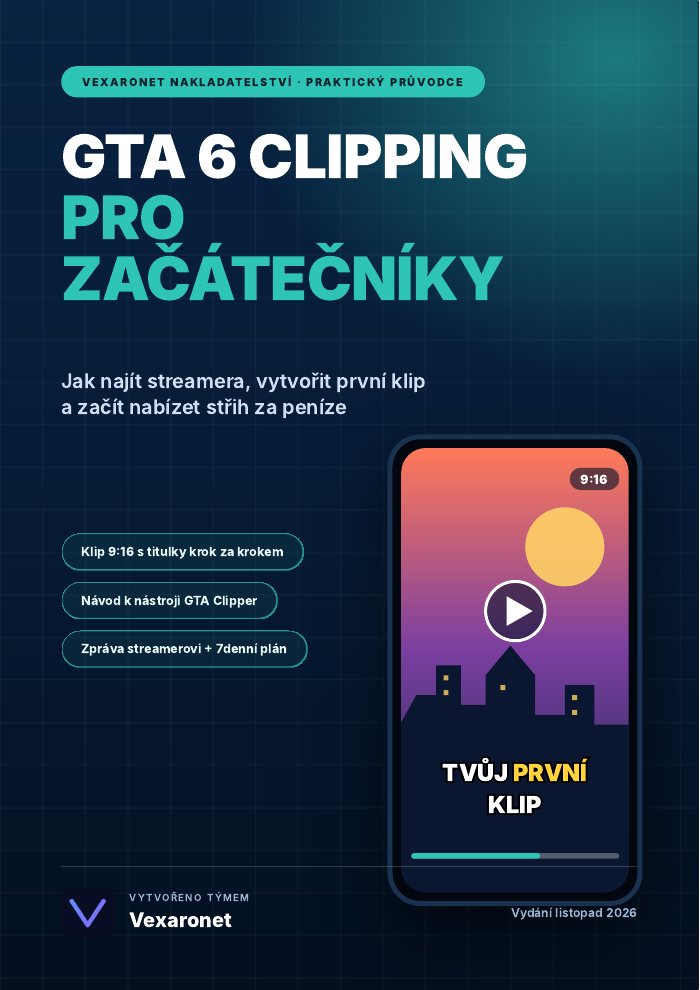 VEXARONET NAKLADATELSTVÍ · PRAKTICKÝ PRŮVODCE
GTA 6 CLIPPING
PRO
ZAČÁTEČNÍKY
Jak najít streamera, vytvořit první klip
a začít nabízet střih za peníze
9:16
Klip 9:16 s titulky krok za krokem
Návod k nástroji GTA Clipper
Zpráva streamerovi + 7denní plán
TVŮJ PRVNÍ
KLIP
VYTVOŘENO TÝMEM
Vexaronet
Vydání listopad 2026